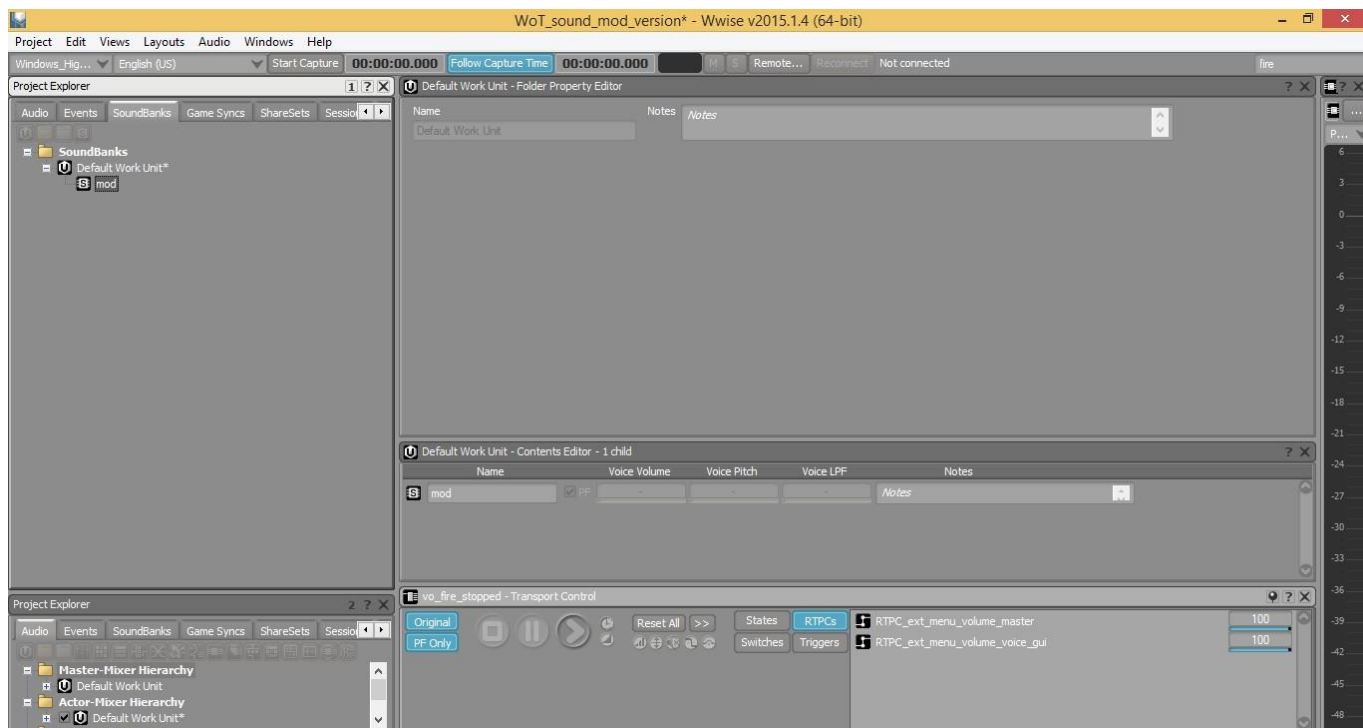 WoT_sound_mod_version* - Wwise v2015.1.4 (64-bit)
Project Edit Views Layouts Audio Windows Help
Windows_Hig... English (US) Start Capture 00:00:00.000 Follow Capture Time 00:00:00.000 M S Remote... Reconnect Not connected fire
Project Explorer 1 ? X
Default Work Unit - Folder Property Editor ? X
Audio Events SoundBanks Game Syncs ShareSets Session
SoundBanks
Default Work Unit*
mod
Name Notes Notes
Default Work Unit
Default Work Unit - Contents Editor - 1 child ? X
Name Voice Volume Voice Pitch Voice LPF Notes
mod PF - - - Notes
Project Explorer 2 ? X
Audio Events SoundBanks Game Syncs ShareSets Session
Master-Mixer Hierarchy
Default Work Unit
Actor-Mixer Hierarchy
Default Work Unit*
vo_fire_stopped - Transport Control ? X
Original Reset All >> States RTPCs RTPC_ext_menu_volume_master 100
PF Only Switches Triggers RTPC_ext_menu_volume_voice_gui 100
? X
...
P...
6
3
0
-3
-6
-9
-12
-15
-18
-21
-24
-27
-30
-33
-36
-39
-42
-45
-48